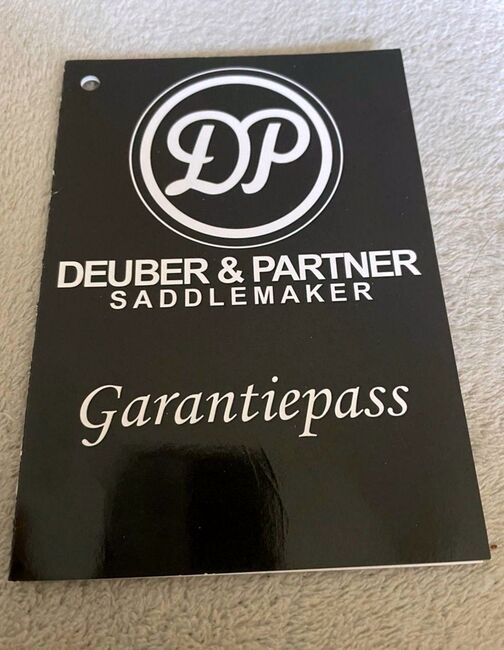 DP
DEUBER & PARTNER
SADDLEMAKER
Garantiepass